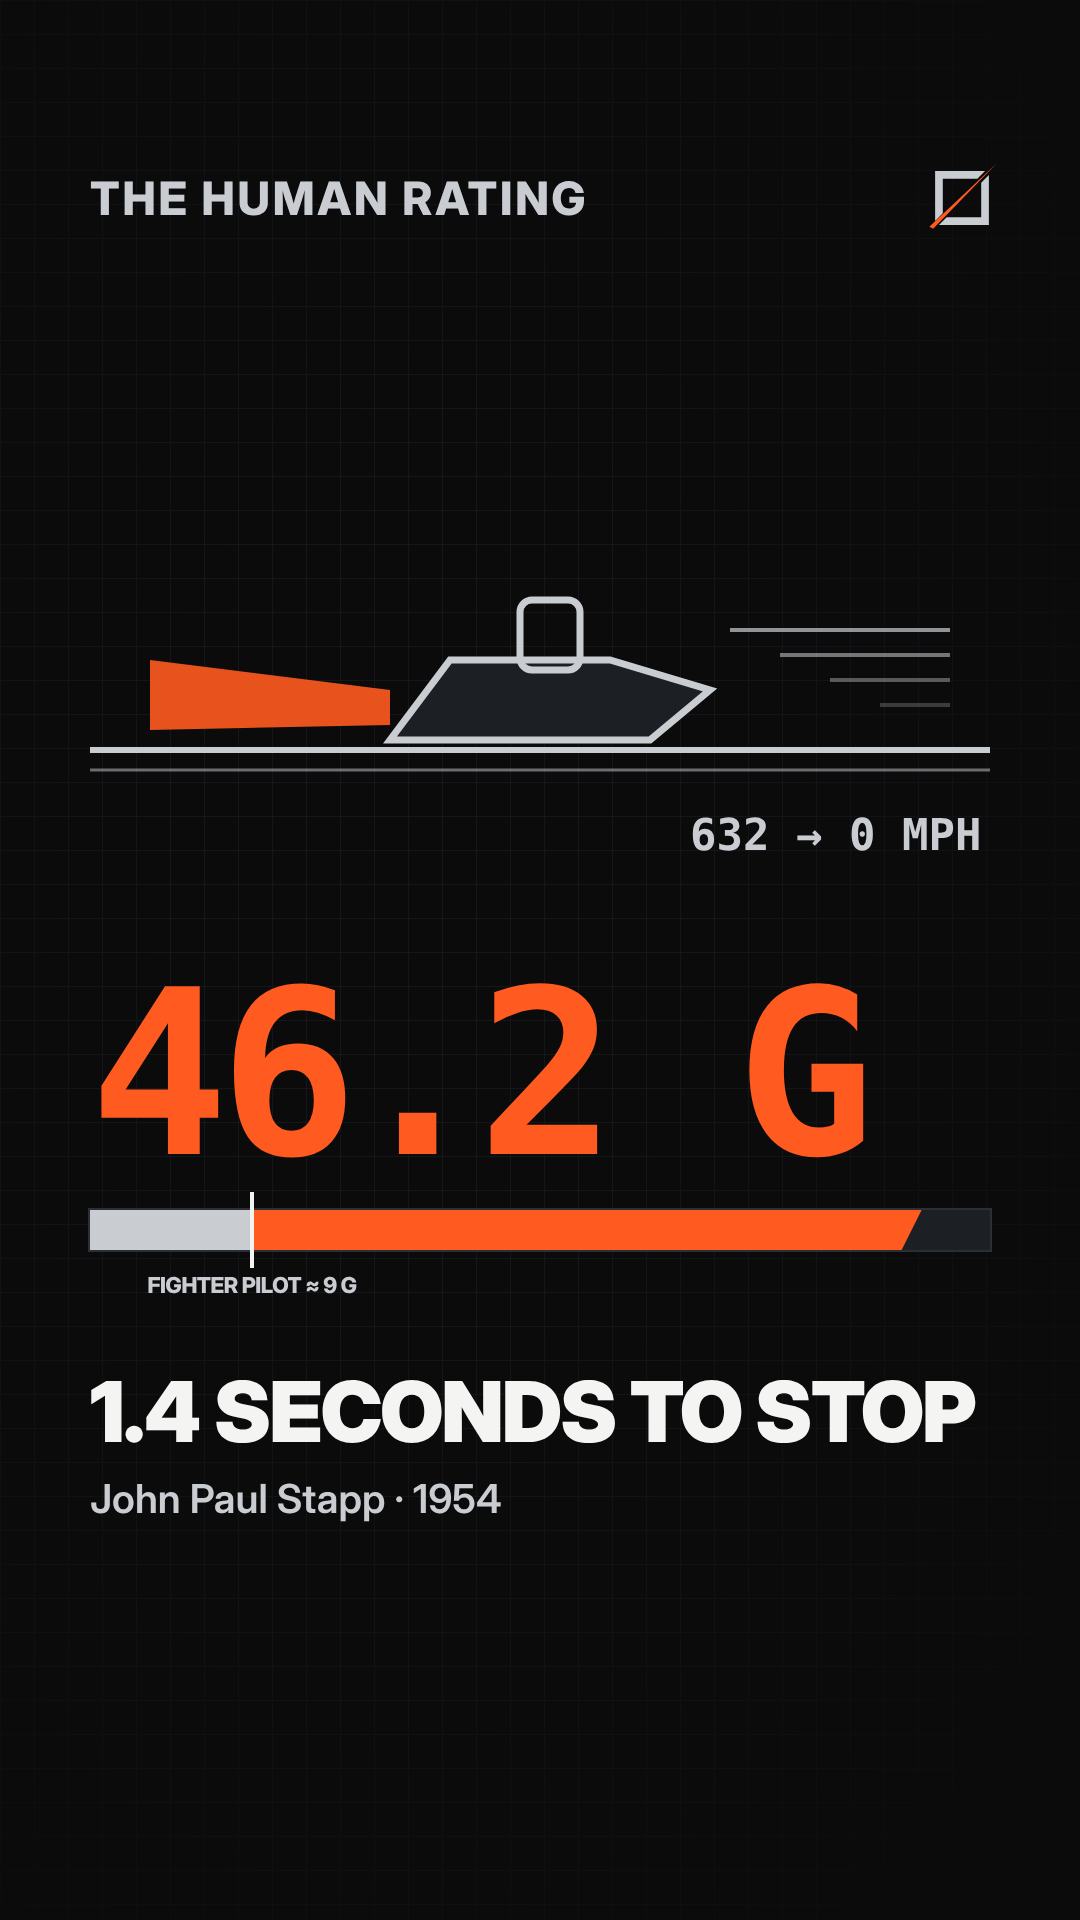 THE HUMAN RATING
632 → 0 MPH
46.2 G
FIGHTER PILOT ≈ 9 G
1.4 SECONDS TO STOP
John Paul Stapp · 1954